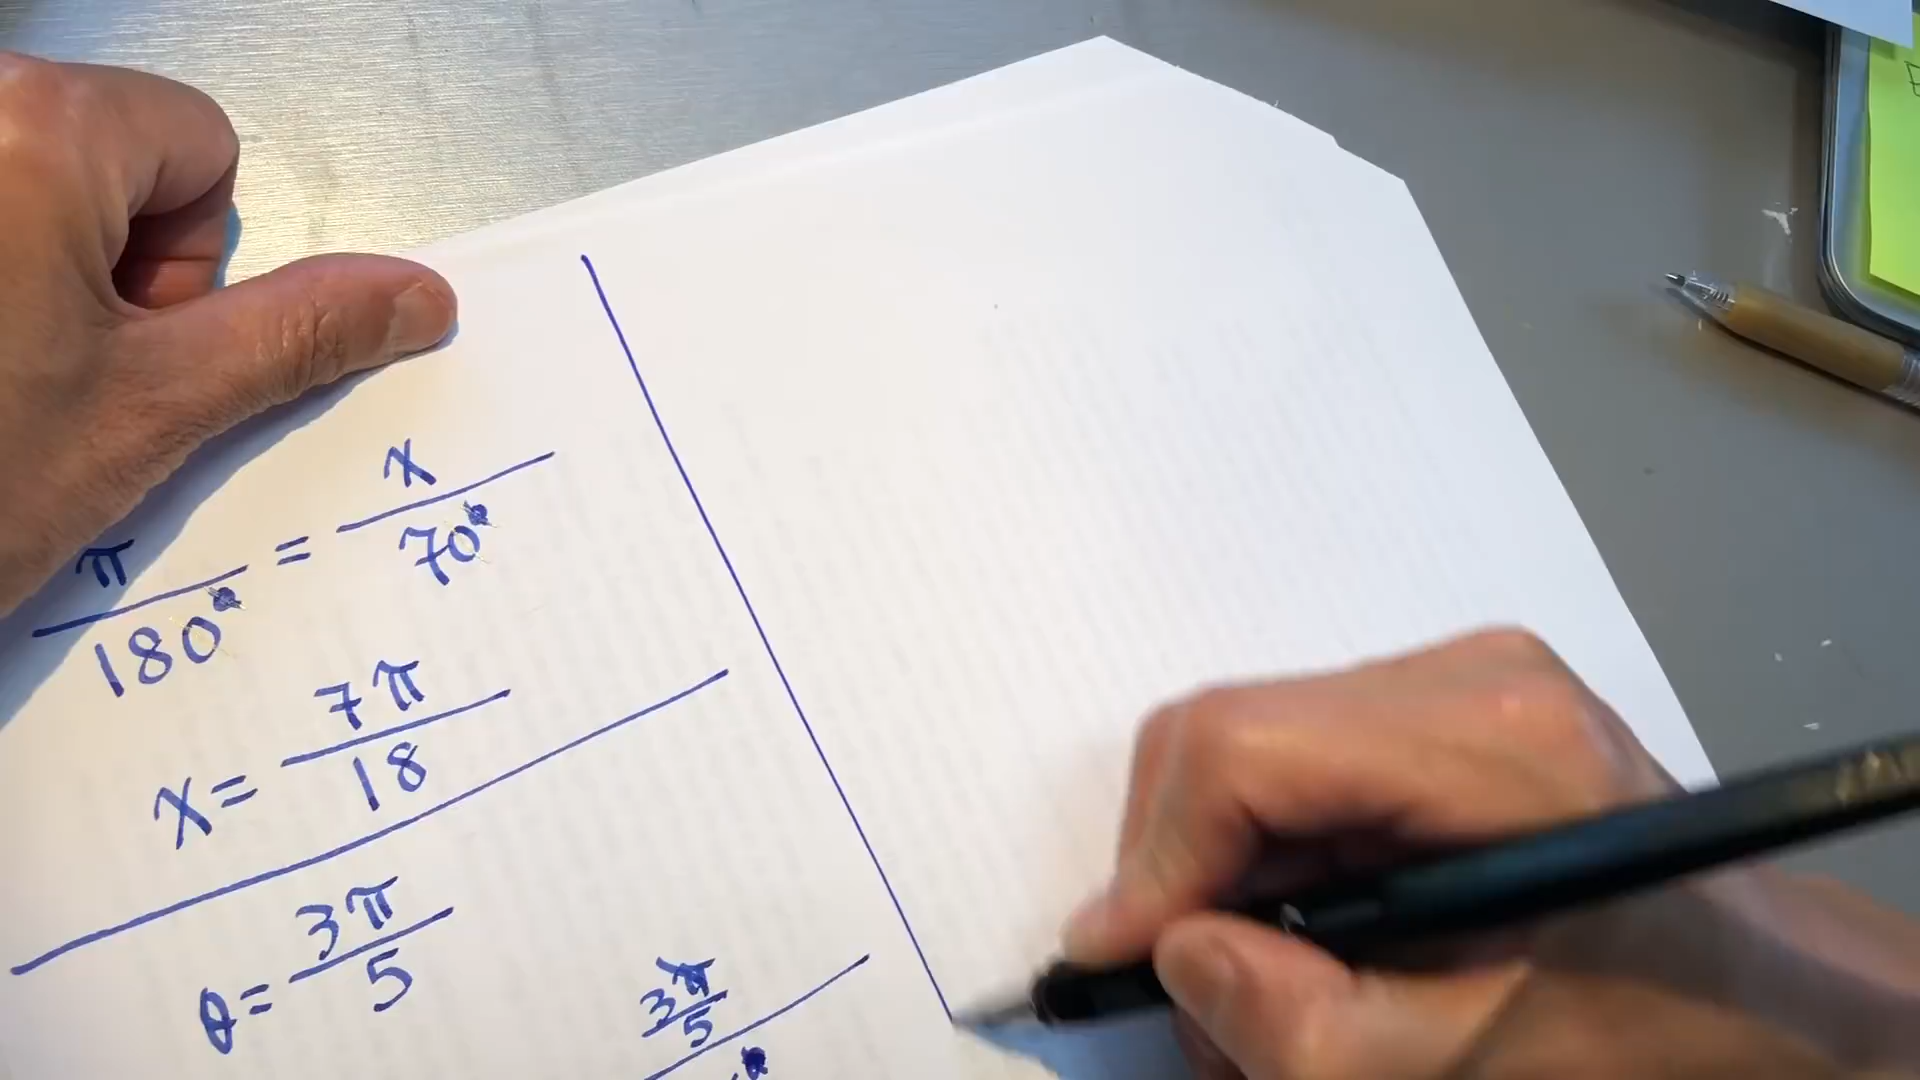 π/180° = x/70°
x = 7π/18
θ = 3π/5
3π/5